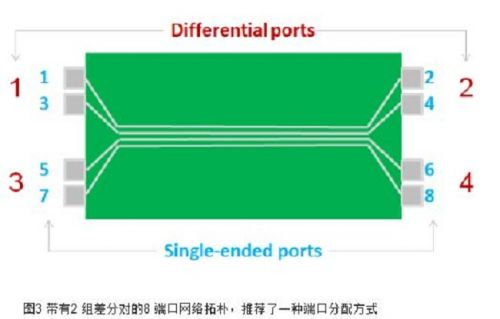 Differential ports
1 1 2 2
3 4
3 5 6 4
7 8
Single-ended ports
图3 带有2 组差分对的8 端口网络拓朴，推荐了一种端口分配方式